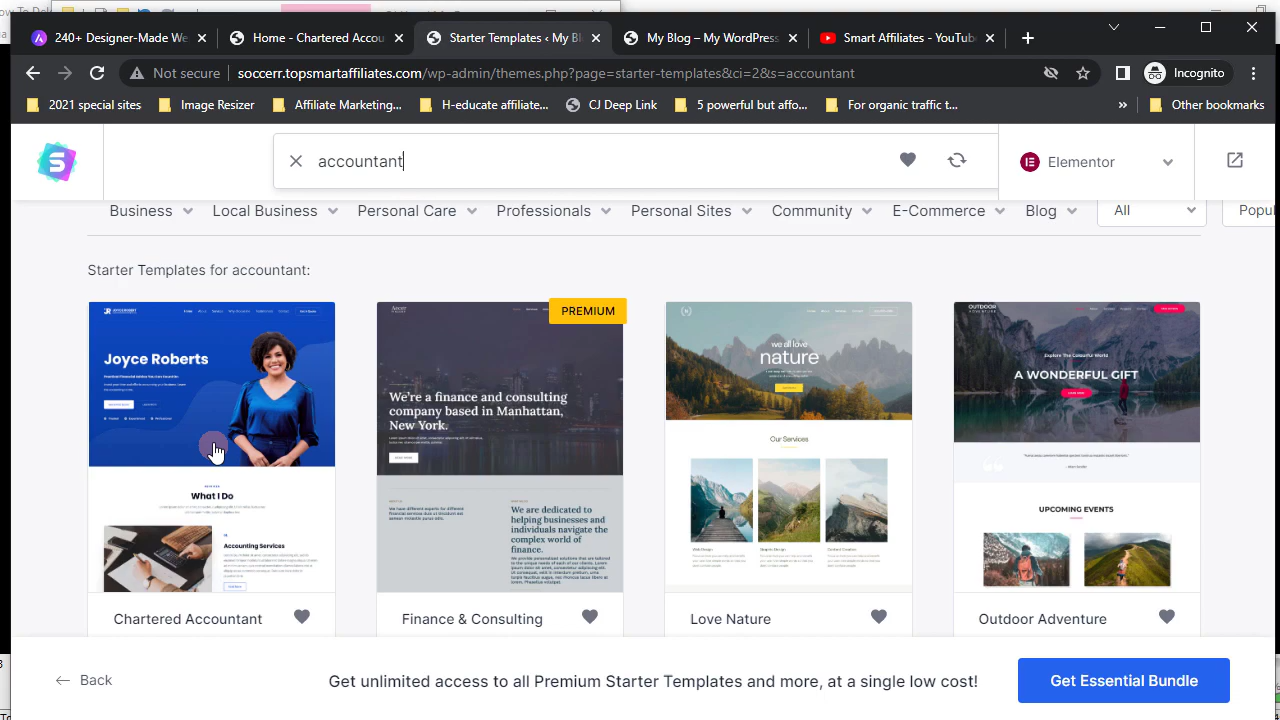 240+ Designer-Made We
Home - Chartered Accou
Starter Templates ‹ My Bl
My Blog – My WordPress
Smart Affiliates - YouTub
Not secure
soccerr.topsmartaffiliates.com/wp-admin/themes.php?page=starter-templates&ci=2&s=accountant
Incognito
2021 special sites
Image Resizer
Affiliate Marketing...
H-educate affiliate...
CJ Deep Link
5 powerful but affo...
For organic traffic t...
»
Other bookmarks
accountant
Elementor
Business
Local Business
Personal Care
Professionals
Personal Sites
Community
E-Commerce
Blog
All
Popu
Starter Templates for accountant:
Joyce Roberts
What I Do
Accounting Services
Chartered Accountant
PREMIUM
We're a finance and consulting
company based in Manhattan,
New York.
We are dedicated to
helping businesses and
individuals navigate the
complex world of
finance.
Finance & Consulting
we all love
nature
Our Services
Love Nature
OUTDOOR
ADVENTURE
Explore The Colourful World
A WONDERFUL GIFT
UPCOMING EVENTS
Outdoor Adventure
Back
Get unlimited access to all Premium Starter Templates and more, at a single low cost!
Get Essential Bundle